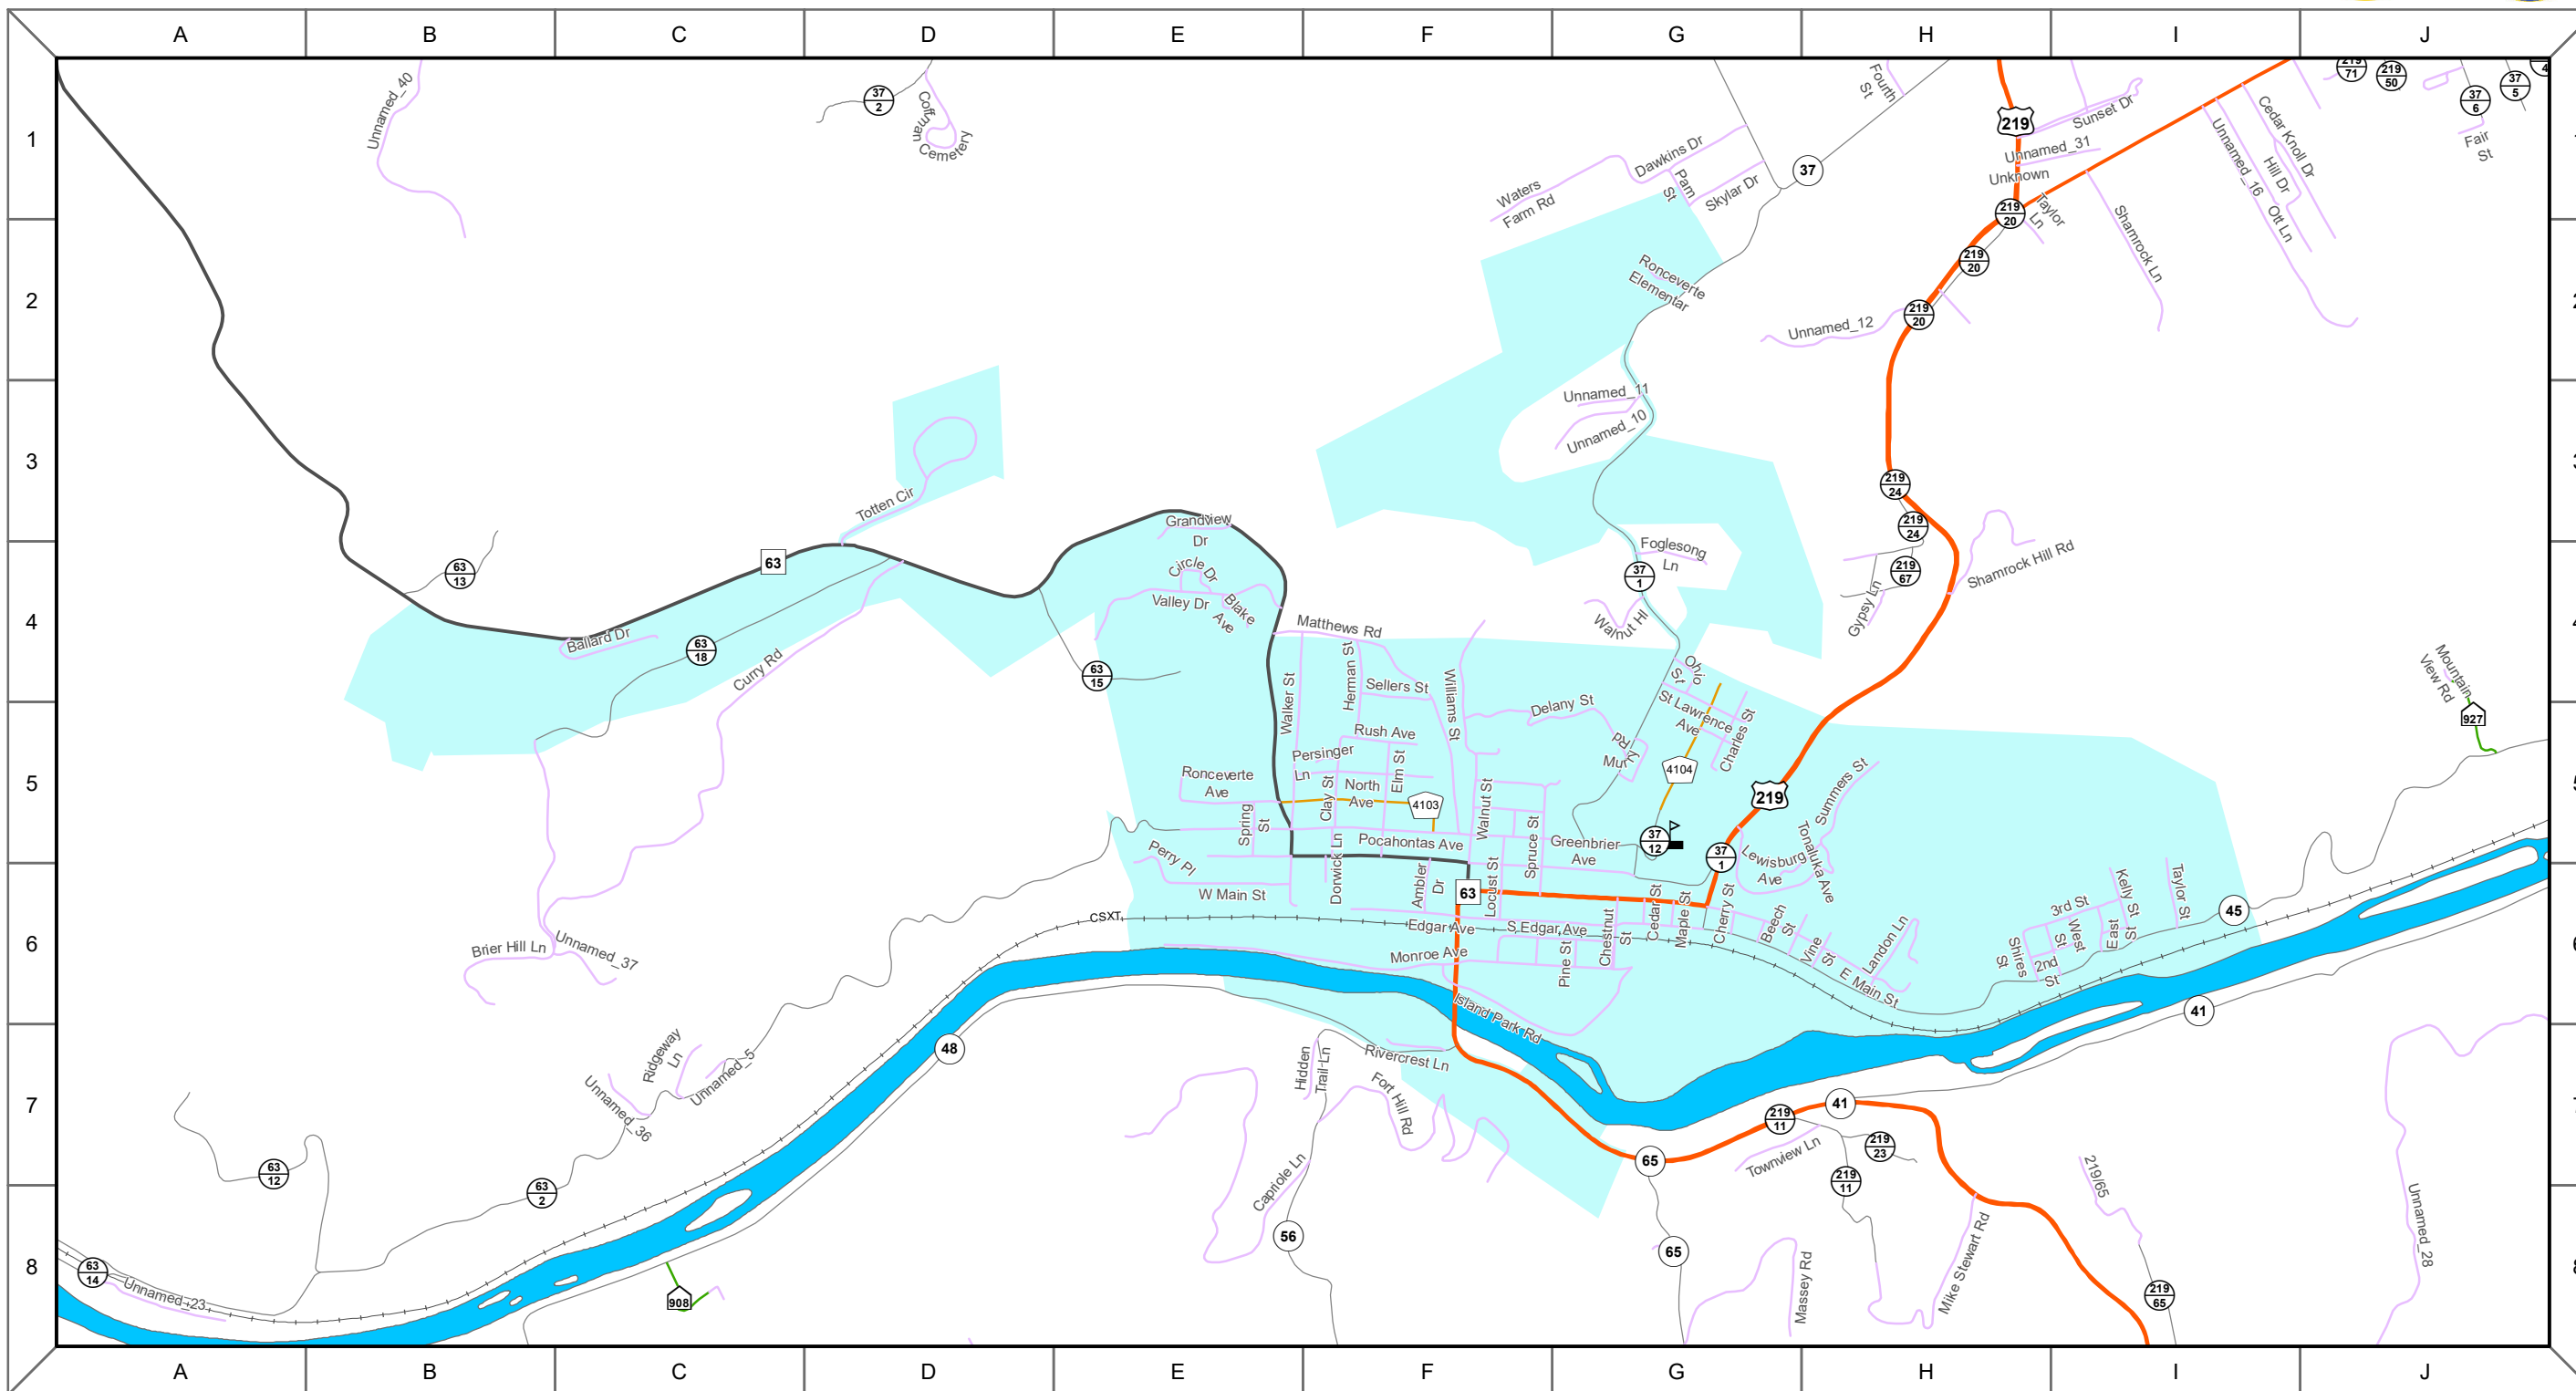 A B C D E F G H I J
1
2
3
4
5
6
7
8
Unnamed_40
37
2
Coffman Cemetery
Fourth
St
219
Sunset Dr
Unnamed_31
Unknown
219
20
Taylor
Ln
Shamrock Ln
Unnamed_16
Cedar Knoll Dr
Hill Dr
Ott Ln
219
71
219
50
37
6
37
5
4
Fair
St
Dawkins Dr
Pam
St
Skylar Dr
Waters
Farm Rd
37
Ronceverte
Elementar
219
20
219
20
Unnamed_12
Unnamed_11
Unnamed_10
Totten Cir
63
13
63
Grandview
Dr
Circle Dr
Valley Dr
Blake
Ave
Foglesong
Ln
37
1
Walnut Hl
219
24
219
24
219
67
Gypsy Ln
Shamrock Hill Rd
Ballard Dr
63
18
Curry Rd
63
15
Matthews Rd
Herman St
Sellers St
Walker St
Williams St
Delany St
Ohio
St
St Lawrence
Ave
Charles St
Murry
Rd
4104
Mountain
View Rd
927
Rush Ave
Persinger
Ln
Elm St
Clay St
North
Ave
4103
Walnut St
Ronceverte
Ave
Spring
St
Pocahontas Ave
Spruce St
Greenbrier
Ave
37
12
219
37
1
Summers St
Tonaluka Ave
Lewisburg
Ave
Perry Pl
W Main St
Dorwick Ln
Ambler
Dr
63
Locust St
CSXT
Edgar Ave
S Edgar Ave
Monroe Ave
Pine St
Chestnut
St
Cedar St
Maple St
Cherry St
Beech
St
Vine
St
E Main St
Landon Ln
Shires
St
3rd St
2nd
St
West
St
East
St
Kelly St
Taylor St
45
41
Brier Hill Ln
Unnamed_37
Island Park Rd
Rivercrest Ln
48
Ridgeway
Ln
Unnamed_5
Unnamed_36
Hidden
Trail Ln
Fort Hill Rd
Capriole Ln
56
65
65
219
11
41
Townview Ln
219
23
219
11
Massey Rd
Mike Stewart Rd
219/65
219
65
Unnamed_28
63
12
63
2
63
14
Unnamed_23
908
A B C D E F G H I J